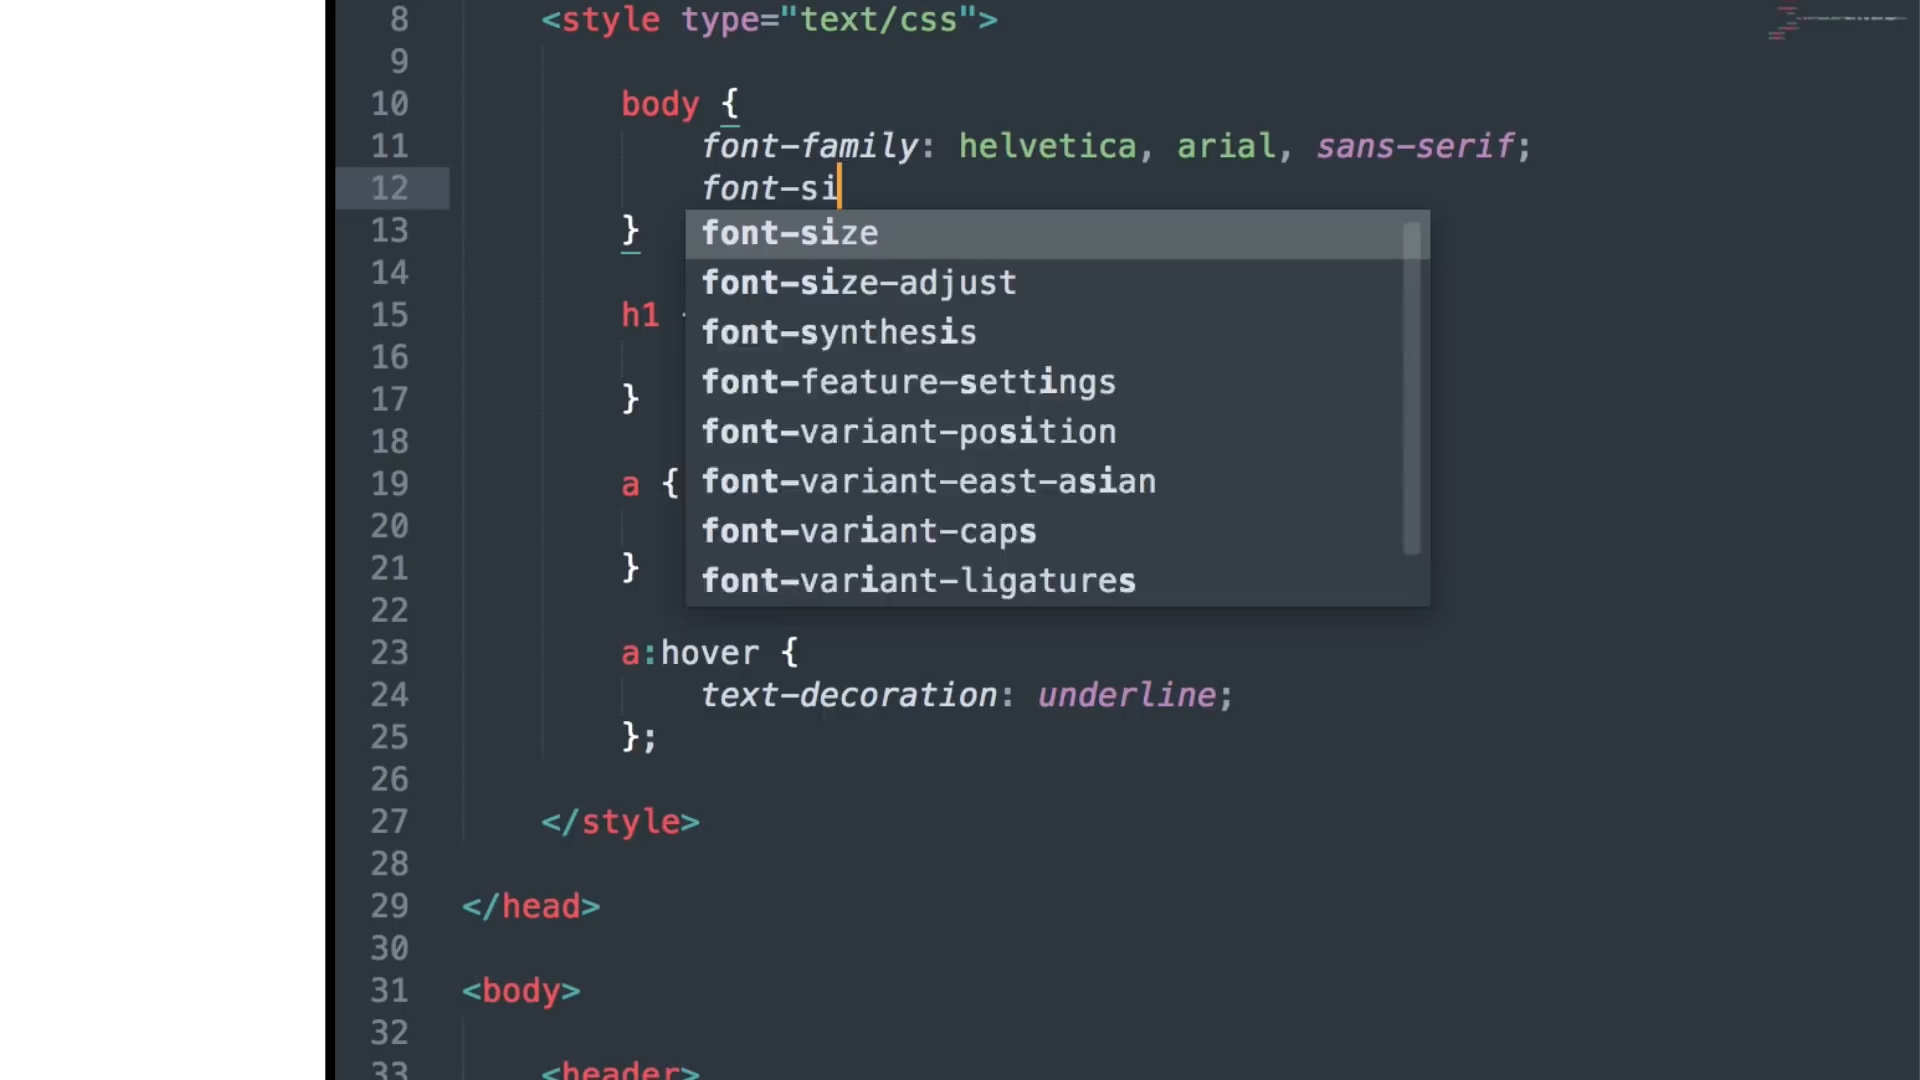 8 <style type="text/css">
9
10 body {
11 font-family: helvetica, arial, sans-serif;
12 font-si
13 }
font-size
font-size-adjust
font-synthesis
font-feature-settings
font-variant-position
font-variant-east-asian
font-variant-caps
font-variant-ligatures
14
15 h1
16
17 }
18
19 a {
20
21 }
22
23 a:hover {
24 text-decoration: underline;
25 };
26
27 </style>
28
29 </head>
30
31 <body>
32
33 <header>